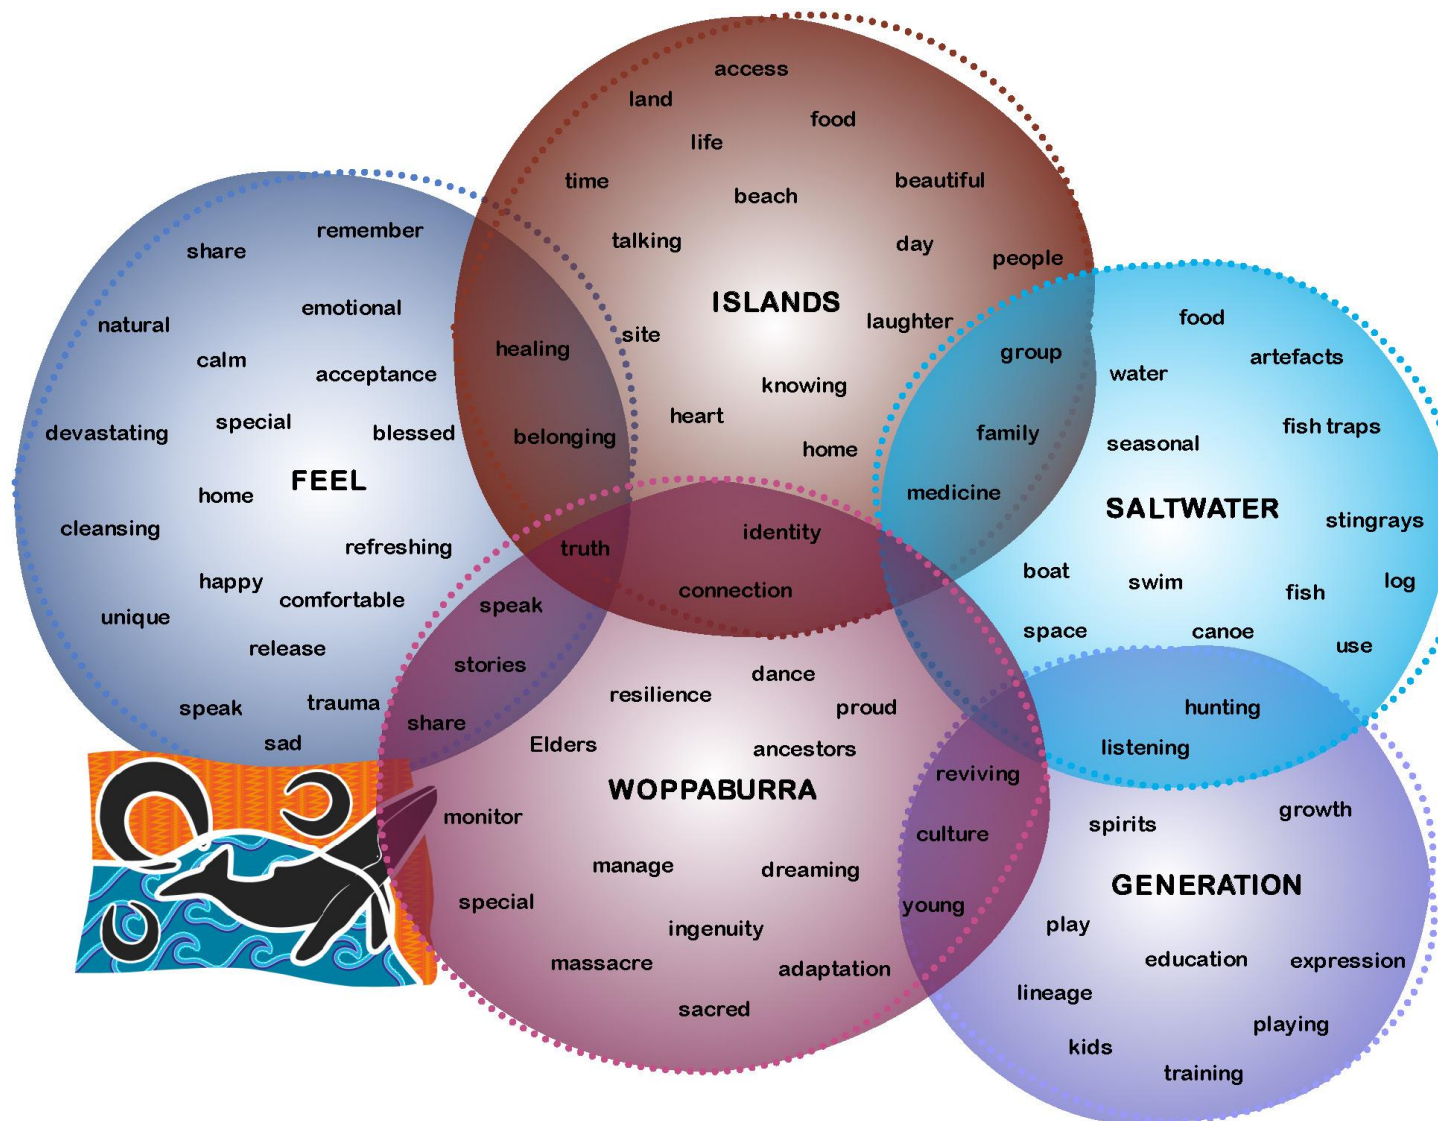 access
land
food
life
time
beach
beautiful
talking
day
people
ISLANDS
site
laughter
knowing
heart
home
healing
belonging
share
remember
natural
emotional
calm
acceptance
devastating
special
blessed
FEEL
home
cleansing
refreshing
happy
comfortable
unique
release
speak
trauma
sad
group
family
medicine
food
water
artefacts
seasonal
fish traps
SALTWATER
stingrays
boat
swim
fish
log
space
canoe
use
truth
identity
connection
speak
stories
share
resilience
dance
proud
Elders
ancestors
WOPPABURRA
monitor
manage
dreaming
special
ingenuity
massacre
adaptation
sacred
reviving
culture
young
hunting
listening
spirits
growth
GENERATION
play
education
expression
lineage
playing
kids
training